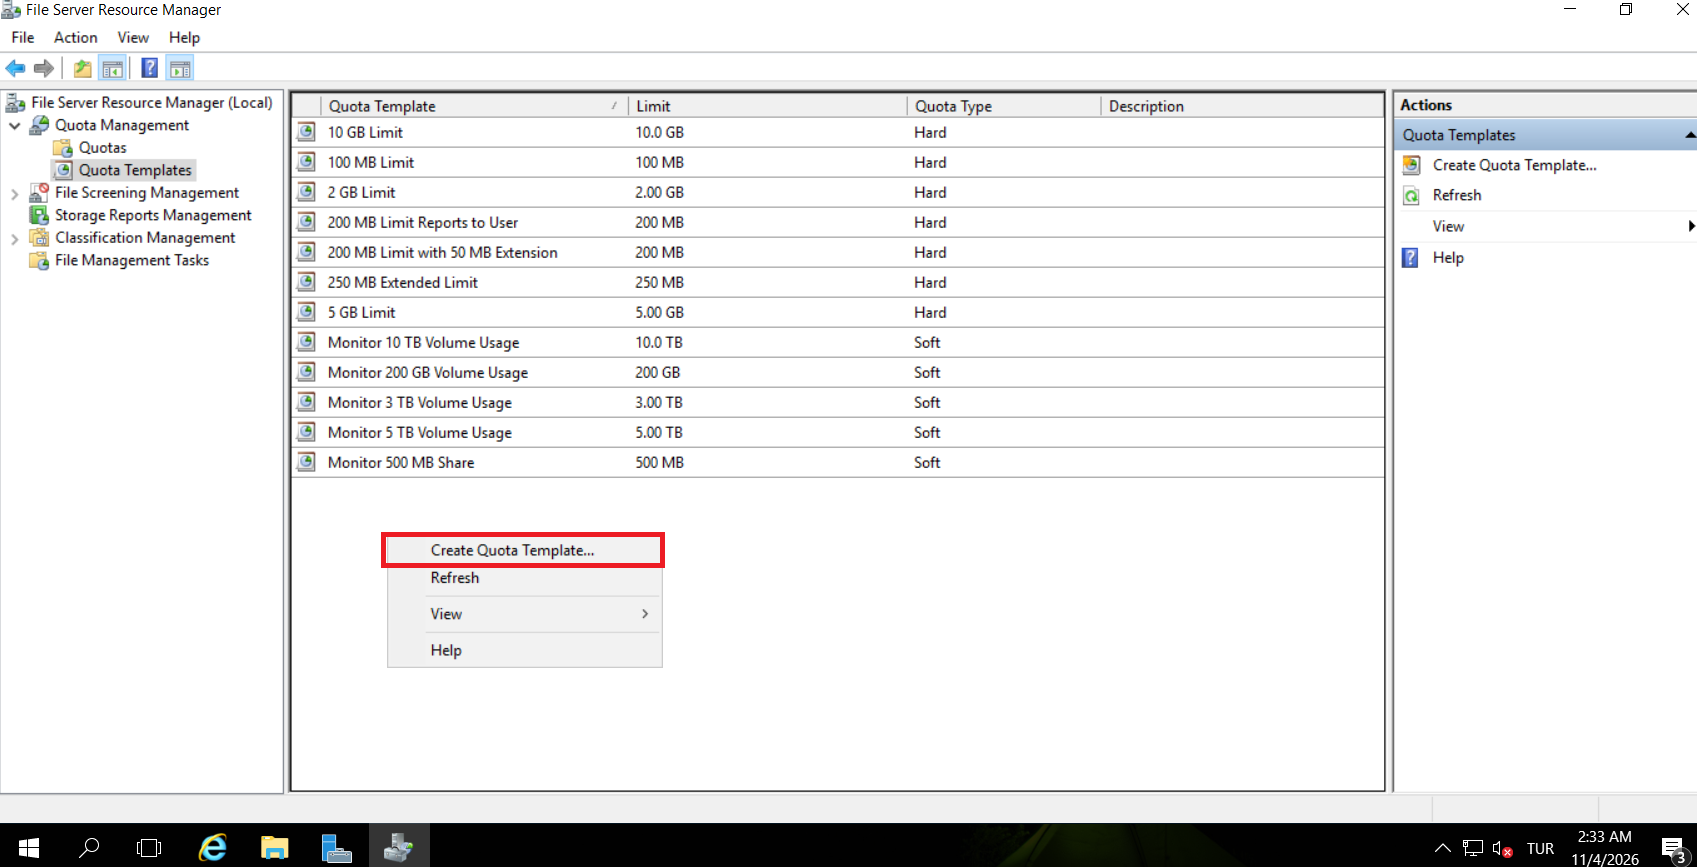 File Server Resource Manager
File Action View Help
File Server Resource Manager (Local)
Quota Management
Quotas
Quota Templates
File Screening Management
Storage Reports Management
Classification Management
File Management Tasks
Quota Template Limit Quota Type Description
10 GB Limit 10.0 GB Hard
100 MB Limit 100 MB Hard
2 GB Limit 2.00 GB Hard
200 MB Limit Reports to User 200 MB Hard
200 MB Limit with 50 MB Extension 200 MB Hard
250 MB Extended Limit 250 MB Hard
5 GB Limit 5.00 GB Hard
Monitor 10 TB Volume Usage 10.0 TB Soft
Monitor 200 GB Volume Usage 200 GB Soft
Monitor 3 TB Volume Usage 3.00 TB Soft
Monitor 5 TB Volume Usage 5.00 TB Soft
Monitor 500 MB Share 500 MB Soft
Create Quota Template...
Refresh
View
Help
Actions
Quota Templates
Create Quota Template...
Refresh
View
Help
TUR
2:33 AM
11/4/2026
3